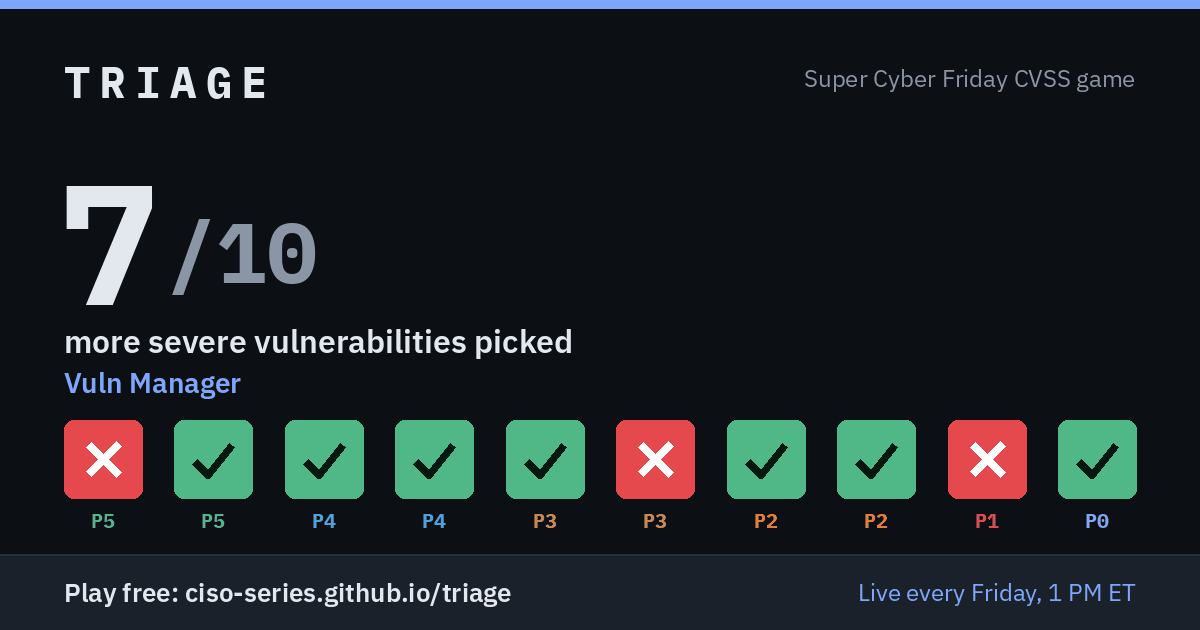 TRIAGE
Super Cyber Friday CVSS game
7/10
more severe vulnerabilities picked
Vuln Manager
P5 P5 P4 P4 P3 P3 P2 P2 P1 P0
Play free: ciso-series.github.io/triage
Live every Friday, 1 PM ET